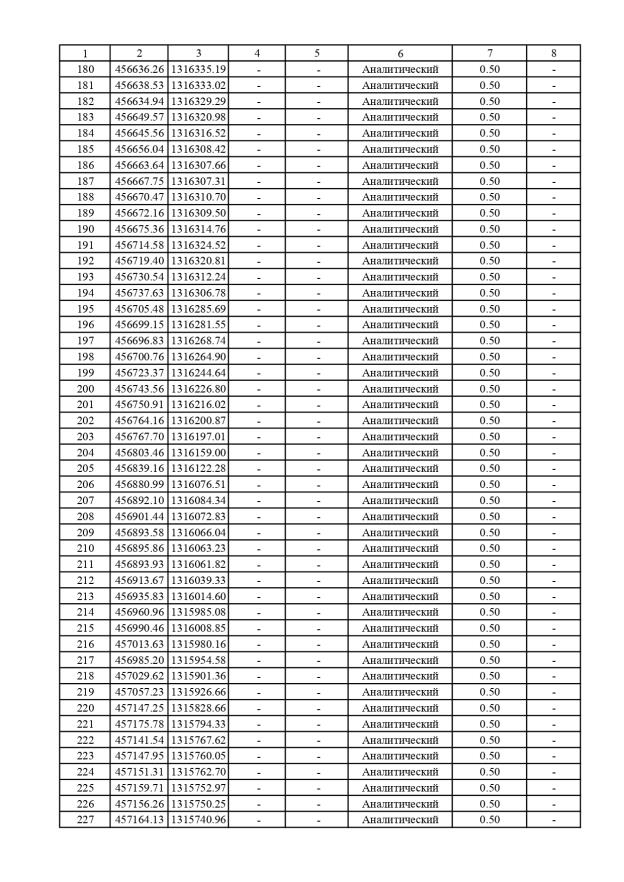 1 2 3 4 5 6 7 8
180 456636.26 1316335.19 - - Аналитический 0.50 -
181 456638.53 1316333.02 - - Аналитический 0.50 -
182 456634.94 1316329.29 - - Аналитический 0.50 -
183 456649.57 1316320.98 - - Аналитический 0.50 -
184 456645.56 1316316.52 - - Аналитический 0.50 -
185 456656.04 1316308.42 - - Аналитический 0.50 -
186 456663.64 1316307.66 - - Аналитический 0.50 -
187 456667.75 1316307.31 - - Аналитический 0.50 -
188 456670.47 1316310.70 - - Аналитический 0.50 -
189 456672.16 1316309.50 - - Аналитический 0.50 -
190 456675.36 1316314.76 - - Аналитический 0.50 -
191 456714.58 1316324.52 - - Аналитический 0.50 -
192 456719.40 1316320.81 - - Аналитический 0.50 -
193 456730.54 1316312.24 - - Аналитический 0.50 -
194 456737.63 1316306.78 - - Аналитический 0.50 -
195 456705.48 1316285.69 - - Аналитический 0.50 -
196 456699.15 1316281.55 - - Аналитический 0.50 -
197 456696.83 1316268.74 - - Аналитический 0.50 -
198 456700.76 1316264.90 - - Аналитический 0.50 -
199 456723.37 1316244.64 - - Аналитический 0.50 -
200 456743.56 1316226.80 - - Аналитический 0.50 -
201 456750.91 1316216.02 - - Аналитический 0.50 -
202 456764.16 1316200.87 - - Аналитический 0.50 -
203 456767.70 1316197.01 - - Аналитический 0.50 -
204 456803.46 1316159.00 - - Аналитический 0.50 -
205 456839.16 1316122.28 - - Аналитический 0.50 -
206 456880.99 1316076.51 - - Аналитический 0.50 -
207 456892.10 1316084.34 - - Аналитический 0.50 -
208 456901.44 1316072.83 - - Аналитический 0.50 -
209 456893.58 1316066.04 - - Аналитический 0.50 -
210 456895.86 1316063.23 - - Аналитический 0.50 -
211 456893.93 1316061.82 - - Аналитический 0.50 -
212 456913.67 1316039.33 - - Аналитический 0.50 -
213 456935.83 1316014.60 - - Аналитический 0.50 -
214 456960.96 1315985.08 - - Аналитический 0.50 -
215 456990.46 1316008.85 - - Аналитический 0.50 -
216 457013.63 1315980.16 - - Аналитический 0.50 -
217 456985.20 1315954.58 - - Аналитический 0.50 -
218 457029.62 1315901.36 - - Аналитический 0.50 -
219 457057.23 1315926.66 - - Аналитический 0.50 -
220 457147.25 1315828.66 - - Аналитический 0.50 -
221 457175.78 1315794.33 - - Аналитический 0.50 -
222 457141.54 1315767.62 - - Аналитический 0.50 -
223 457147.95 1315760.05 - - Аналитический 0.50 -
224 457151.31 1315762.70 - - Аналитический 0.50 -
225 457159.71 1315752.97 - - Аналитический 0.50 -
226 457156.26 1315750.25 - - Аналитический 0.50 -
227 457164.13 1315740.96 - - Аналитический 0.50 -